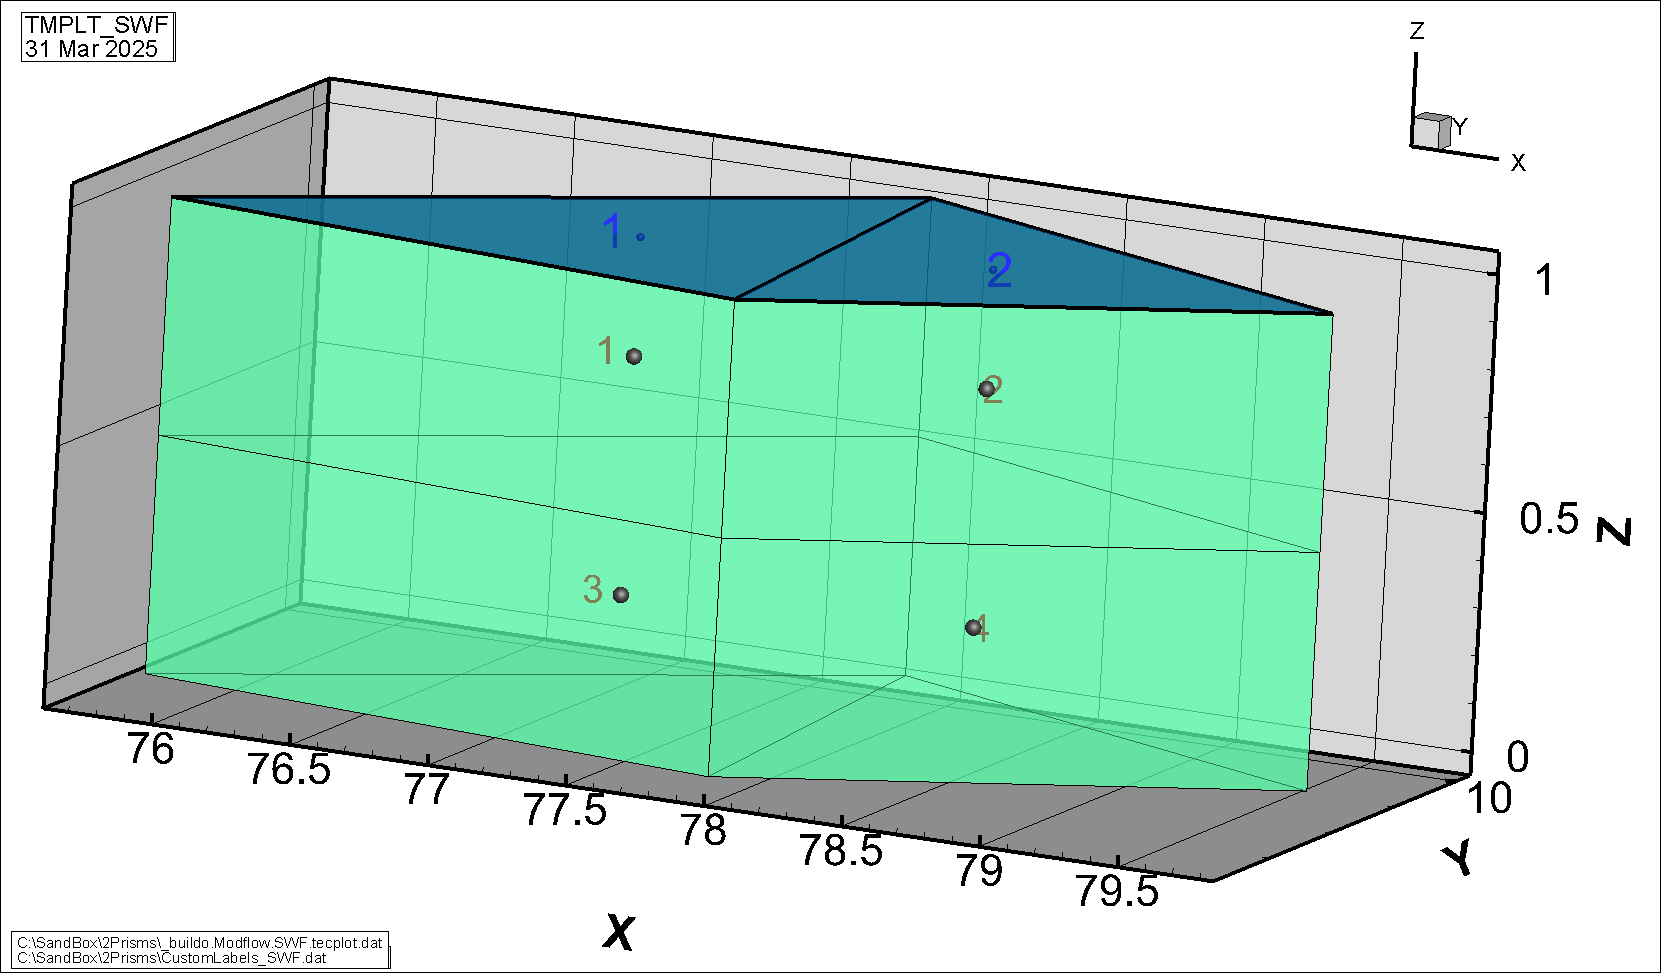 TMPLT_SWF
31 Mar 2025
Z
Y
X
1
2
1
2
3
4
1
0.5
0
Z
10
Y
76
76.5
77
77.5
78
78.5
79
79.5
X
C:\SandBox\2Prisms\_buildo.Modflow.SWF.tecplot.dat
C:\SandBox\2Prisms\CustomLabels_SWF.dat